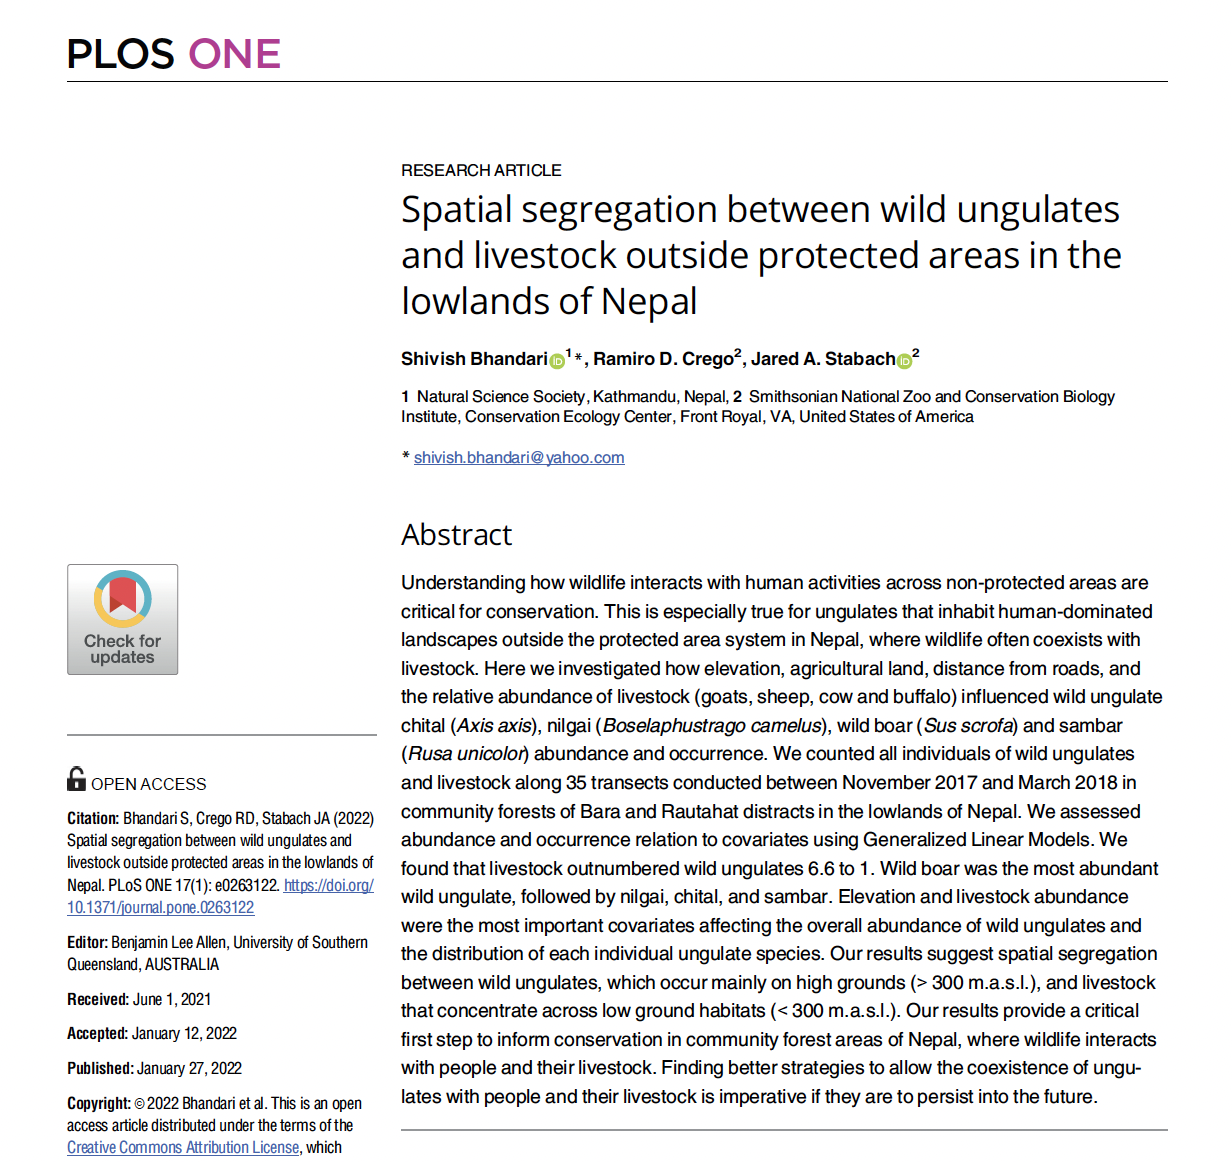 PLOS ONE
RESEARCH ARTICLE
Spatial segregation between wild ungulates
and livestock outside protected areas in the
lowlands of Nepal
Shivish Bhandari iD 1*, Ramiro D. Crego2, Jared A. Stabach iD 2
1 Natural Science Society, Kathmandu, Nepal, 2 Smithsonian National Zoo and Conservation Biology
Institute, Conservation Ecology Center, Front Royal, VA, United States of America
* shivish.bhandari@yahoo.com
Abstract
Understanding how wildlife interacts with human activities across non-protected areas are
critical for conservation. This is especially true for ungulates that inhabit human-dominated
landscapes outside the protected area system in Nepal, where wildlife often coexists with
livestock. Here we investigated how elevation, agricultural land, distance from roads, and
the relative abundance of livestock (goats, sheep, cow and buffalo) influenced wild ungulate
chital (Axis axis), nilgai (Boselaphustrago camelus), wild boar (Sus scrofa) and sambar
(Rusa unicolor) abundance and occurrence. We counted all individuals of wild ungulates
and livestock along 35 transects conducted between November 2017 and March 2018 in
community forests of Bara and Rautahat distracts in the lowlands of Nepal. We assessed
abundance and occurrence relation to covariates using Generalized Linear Models. We
found that livestock outnumbered wild ungulates 6.6 to 1. Wild boar was the most abundant
wild ungulate, followed by nilgai, chital, and sambar. Elevation and livestock abundance
were the most important covariates affecting the overall abundance of wild ungulates and
the distribution of each individual ungulate species. Our results suggest spatial segregation
between wild ungulates, which occur mainly on high grounds (> 300 m.a.s.l.), and livestock
that concentrate across low ground habitats (< 300 m.a.s.l.). Our results provide a critical
first step to inform conservation in community forest areas of Nepal, where wildlife interacts
with people and their livestock. Finding better strategies to allow the coexistence of ungu-
lates with people and their livestock is imperative if they are to persist into the future.
Check for
updates
OPEN ACCESS
Citation: Bhandari S, Crego RD, Stabach JA (2022)
Spatial segregation between wild ungulates and
livestock outside protected areas in the lowlands of
Nepal. PLoS ONE 17(1): e0263122. https://doi.org/
10.1371/journal.pone.0263122
Editor: Benjamin Lee Allen, University of Southern
Queensland, AUSTRALIA
Received: June 1, 2021
Accepted: January 12, 2022
Published: January 27, 2022
Copyright: © 2022 Bhandari et al. This is an open
access article distributed under the terms of the
Creative Commons Attribution License, which